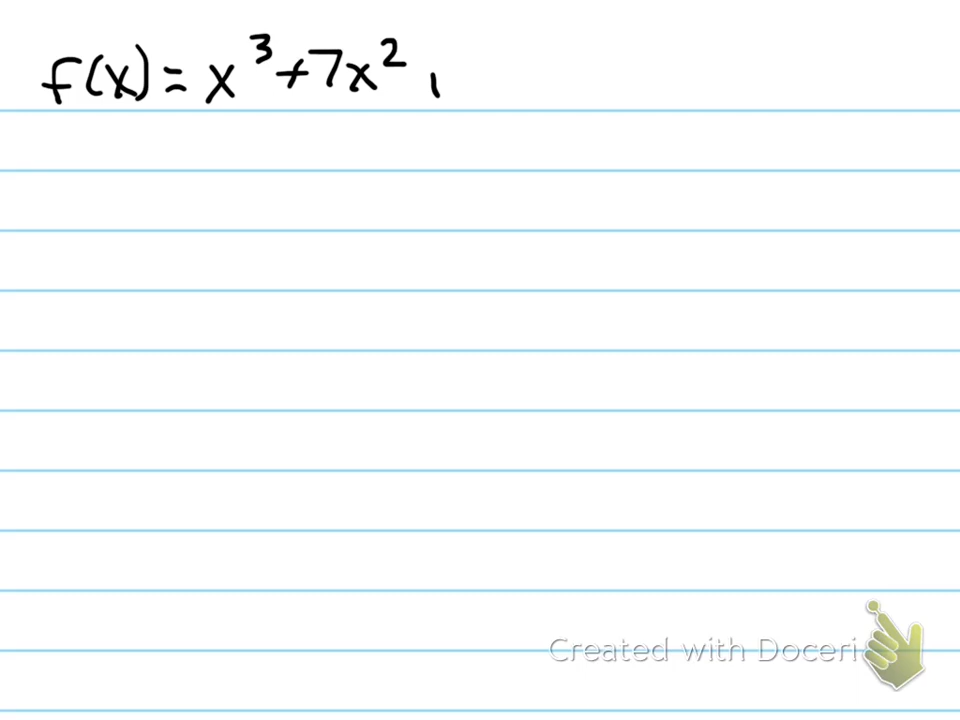 f(x) = x³ + 7x²
Created with Doceri